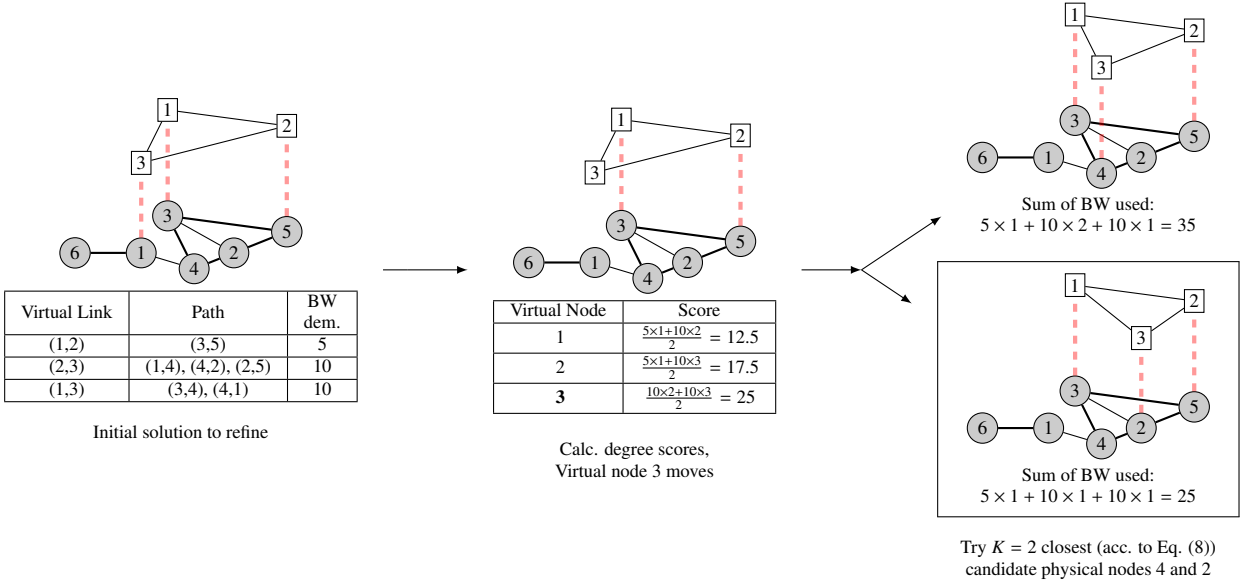 1
2
3
3
5
6
1
2
4
Virtual Link Path BW dem.
(1,2) (3,5) 5
(2,3) (1,4), (4,2), (2,5) 10
(1,3) (3,4), (4,1) 10
Initial solution to refine
1
2
3
3
5
6
1
2
4
Virtual Node Score
1 5×1+10×2/2 = 12.5
2 5×1+10×3/2 = 17.5
3 10×2+10×3/2 = 25
Calc. degree scores,
Virtual node 3 moves
1
2
3
3
5
6
1
2
4
Sum of BW used:
5 × 1 + 10 × 2 + 10 × 1 = 35
1
2
3
3
5
6
1
2
4
Sum of BW used:
5 × 1 + 10 × 1 + 10 × 1 = 25
Try K = 2 closest (acc. to Eq. (8))
candidate physical nodes 4 and 2